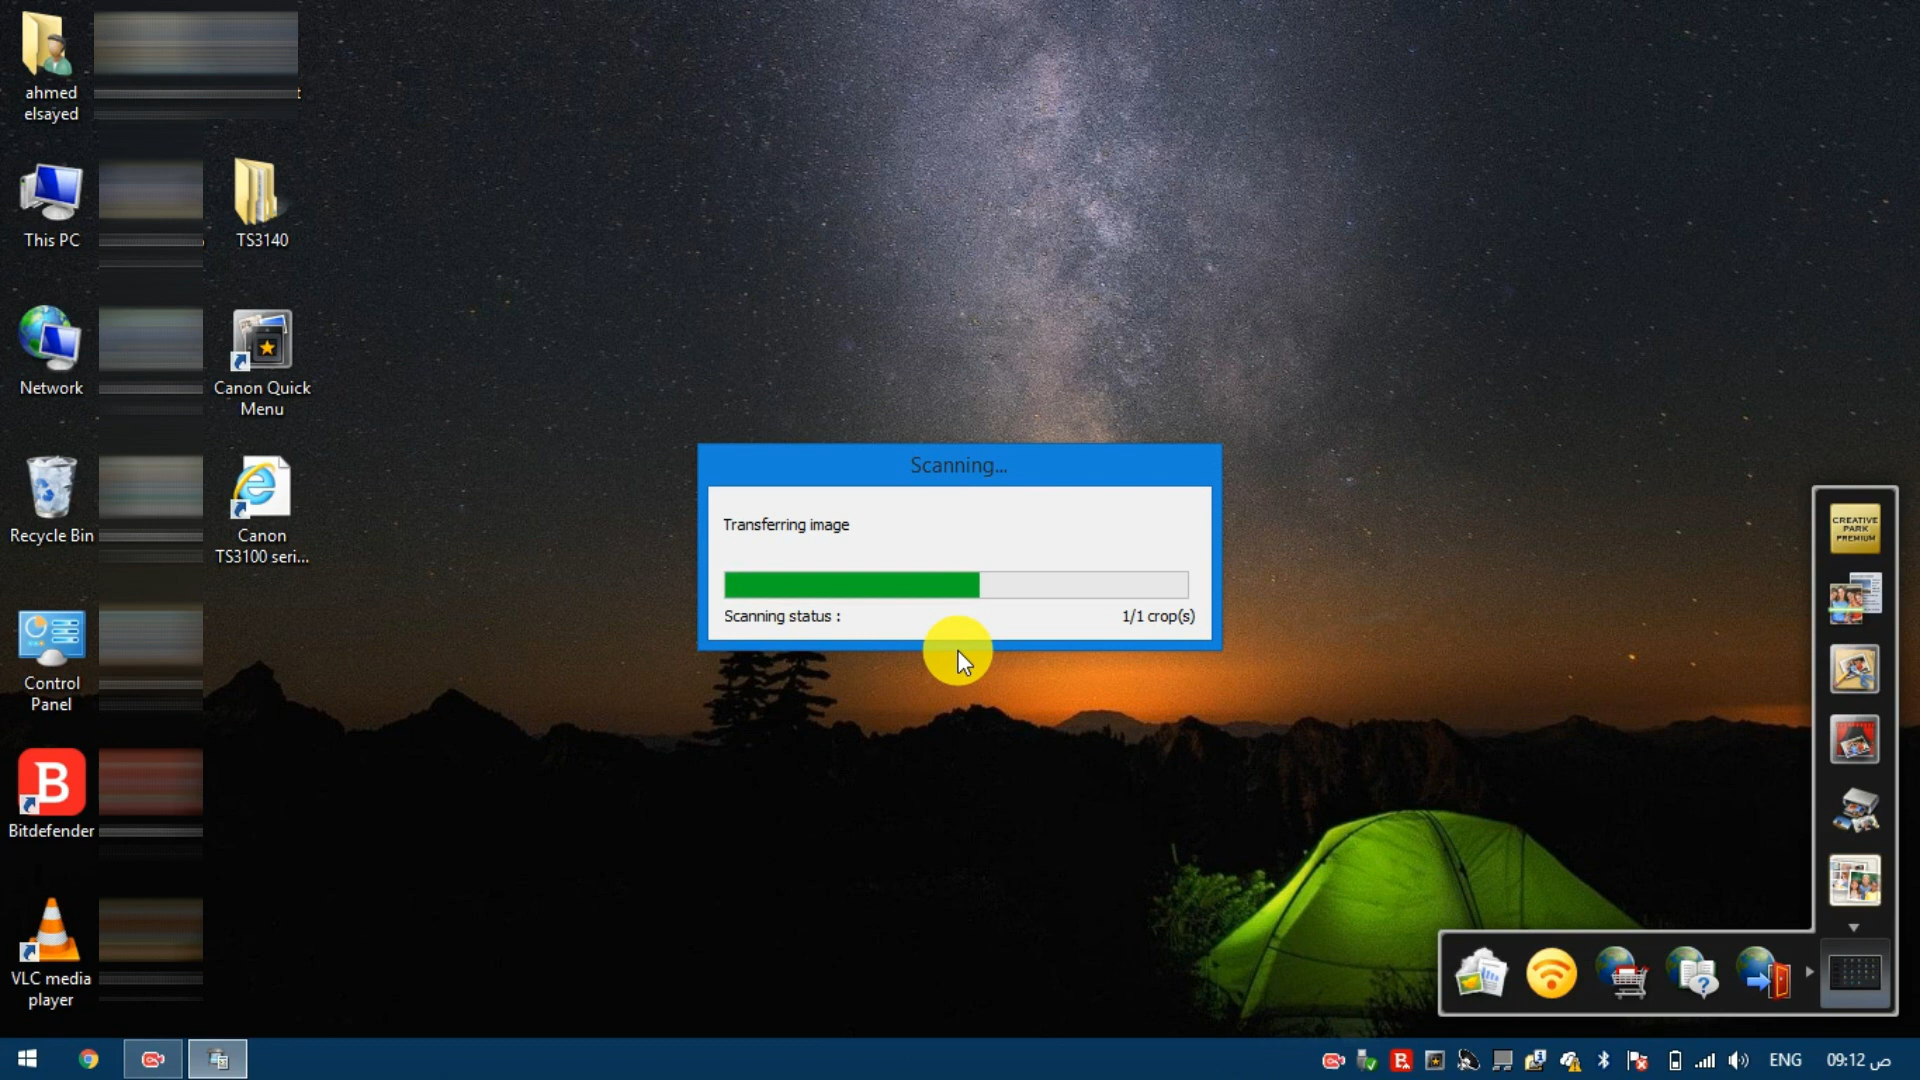 ahmed
elsayed
t
This PC
TS3140
Network
Canon Quick
Menu
Recycle Bin
Canon
TS3100 seri...
Control
Panel
Bitdefender
VLC media
player
Scanning...
Transferring image
Scanning status :
1/1 crop(s)
CREATIVE
PARK
PREMIUM
ENG
09:12 ص